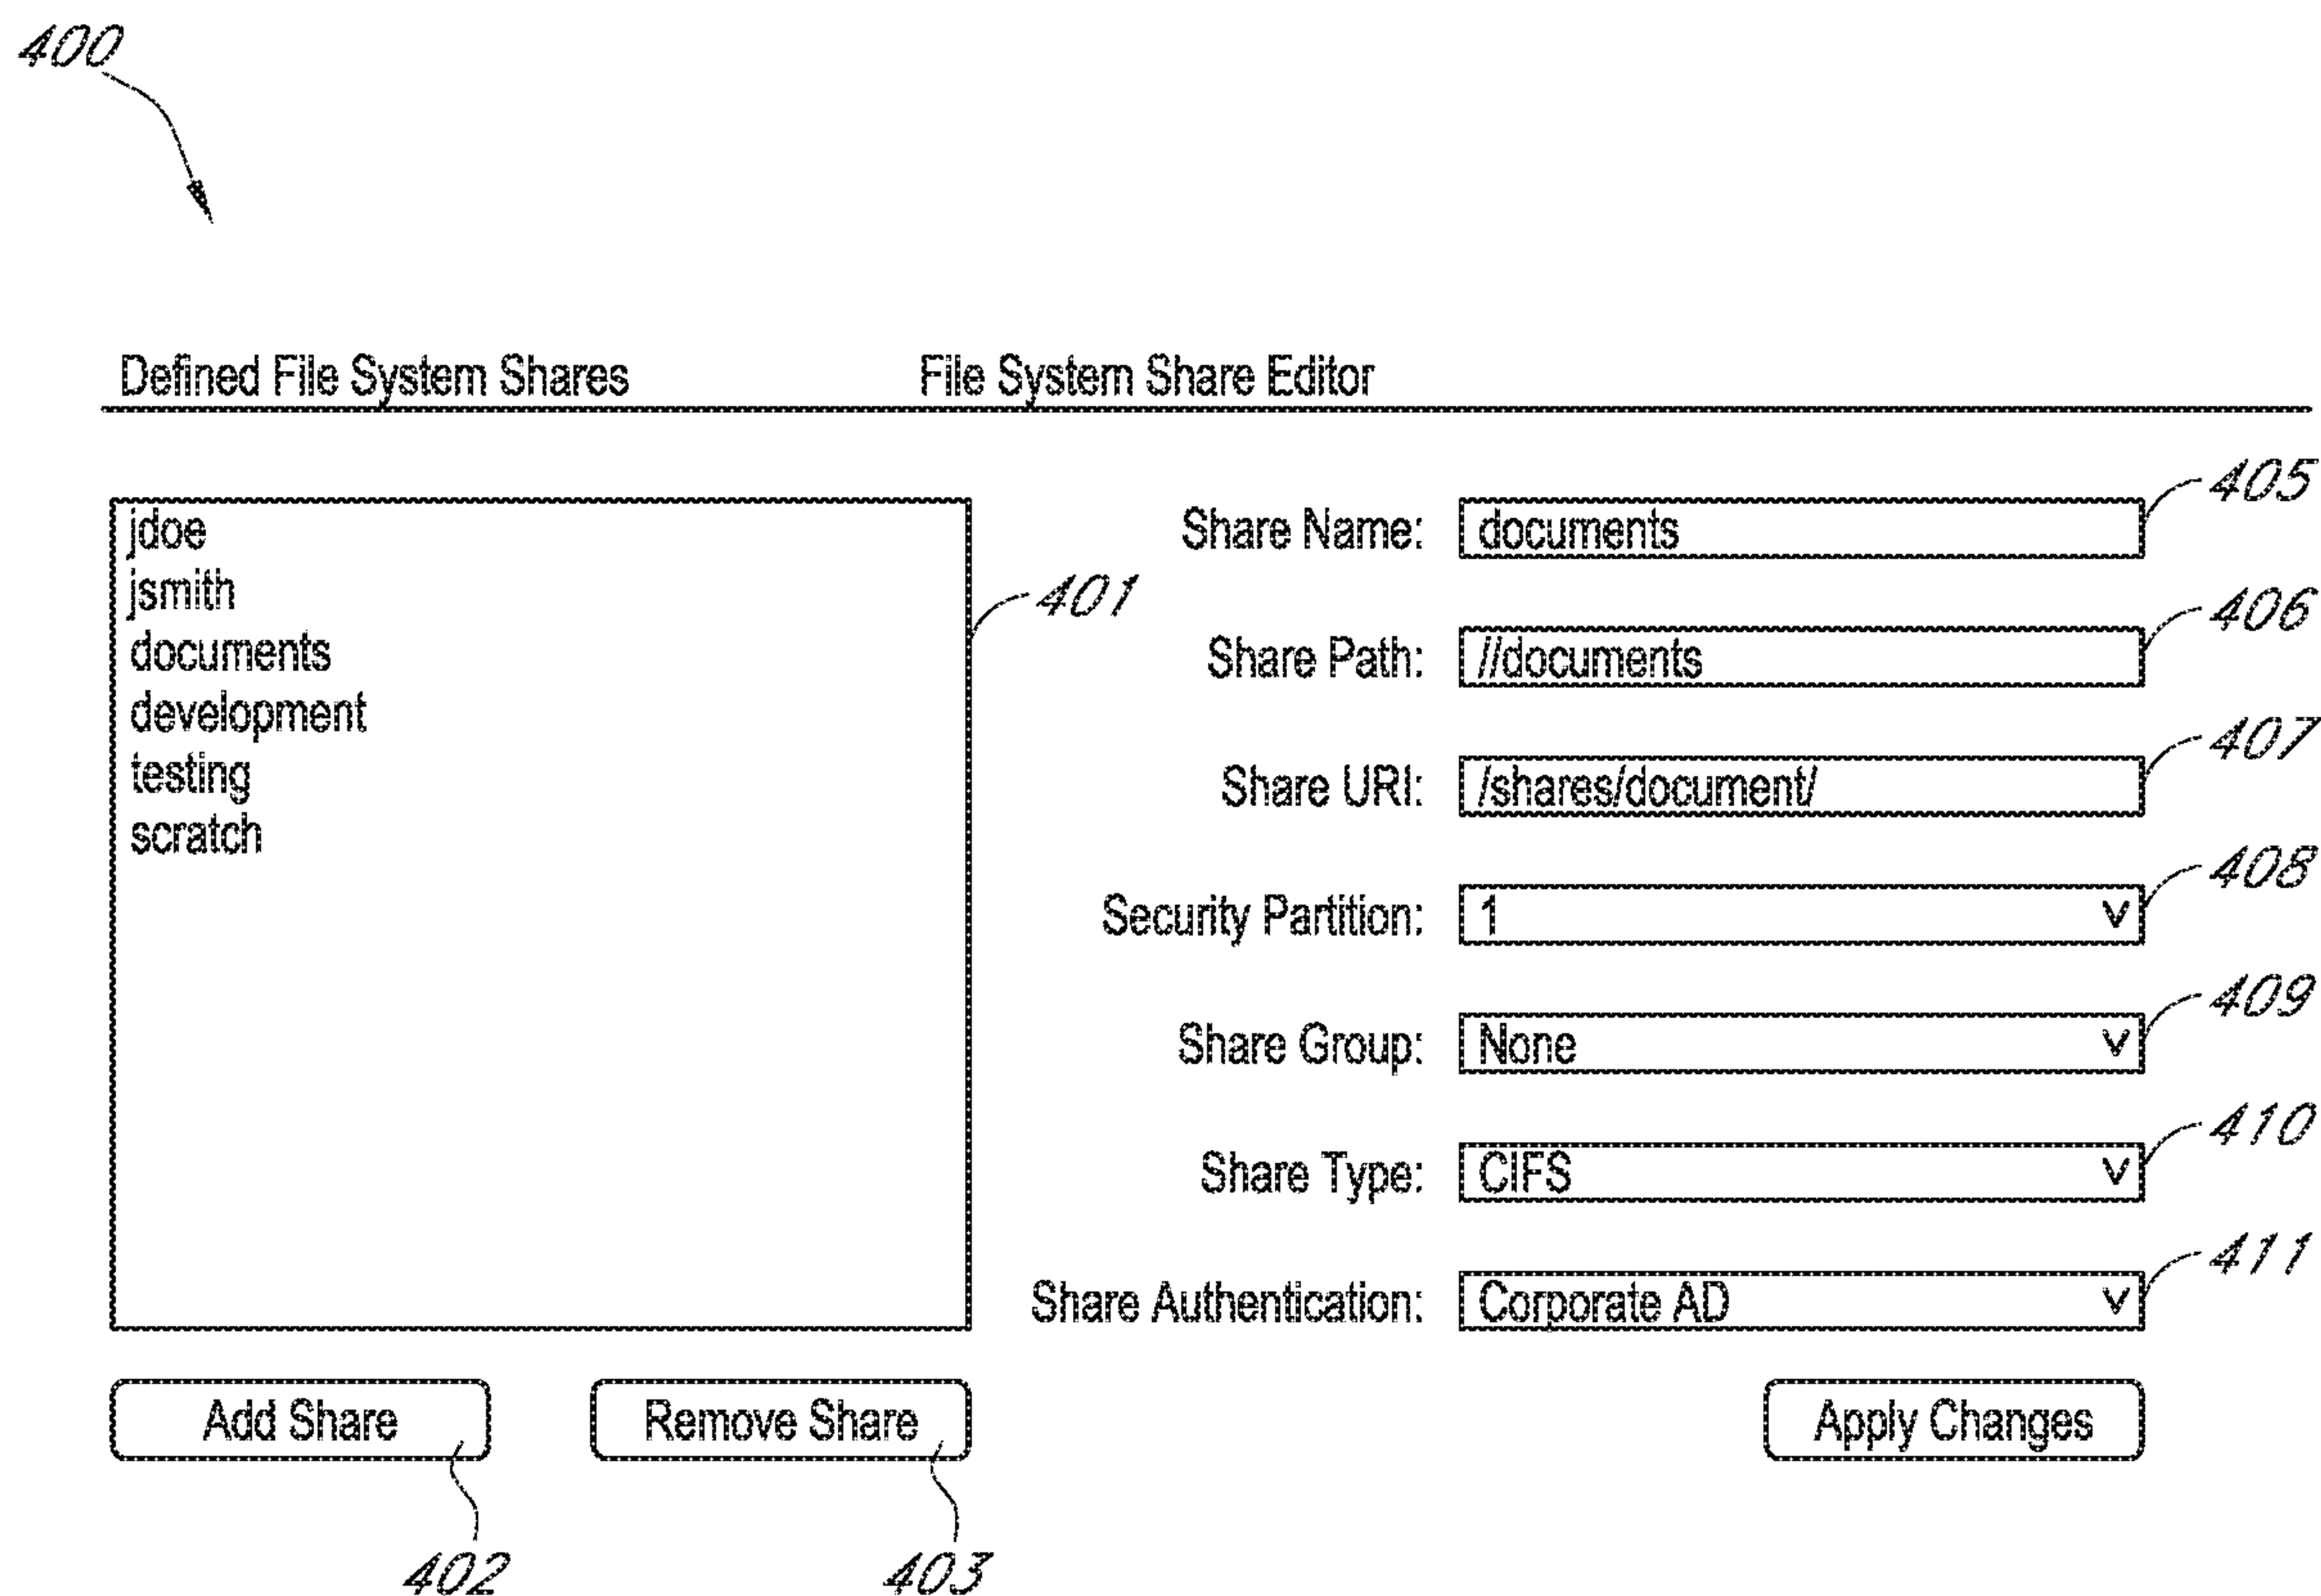 400
Defined File System Shares
File System Share Editor
jdoe
jsmith
documents
development
testing
scratch
401
Add Share
Remove Share
402
403
Share Name: documents
405
Share Path: //documents
406
Share URI: /shares/document/
407
Security Partition: 1 v
408
Share Group: None v
409
Share Type: CIFS v
410
Share Authentication: Corporate AD v
411
Apply Changes